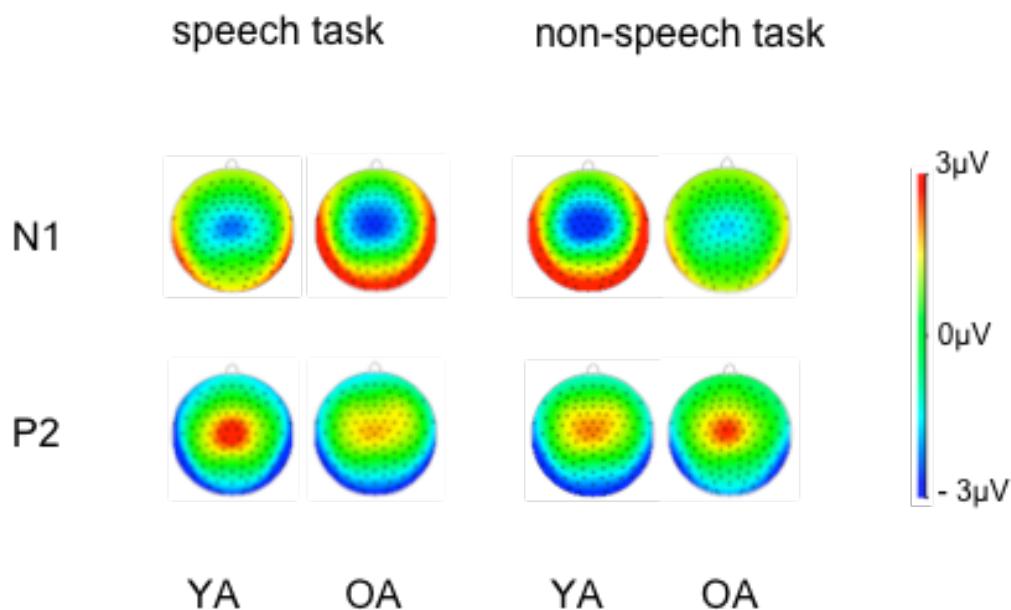 speech task non-speech task
N1
3µV
0µV
P2
- 3µV
YA OA YA OA